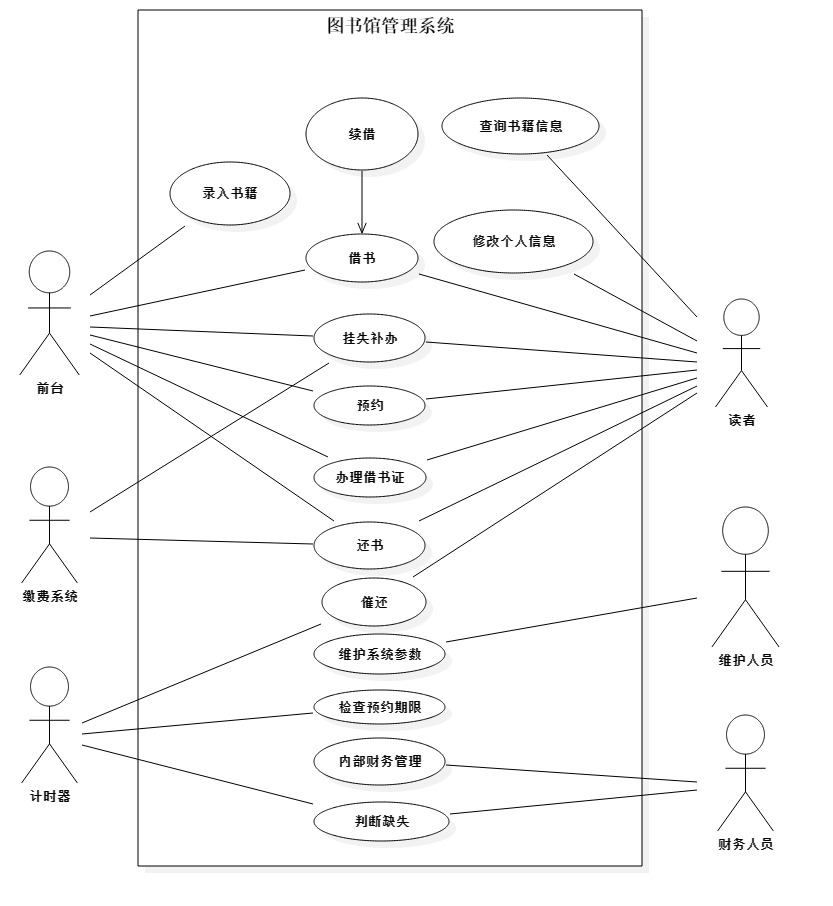 图书馆管理系统
续借
查询书籍信息
录入书籍
借书
修改个人信息
挂失补办
前台
预约
读者
办理借书证
还书
缴费系统
催还
维护系统参数
维护人员
检查预约期限
内部财务管理
计时器
判断缺失
财务人员